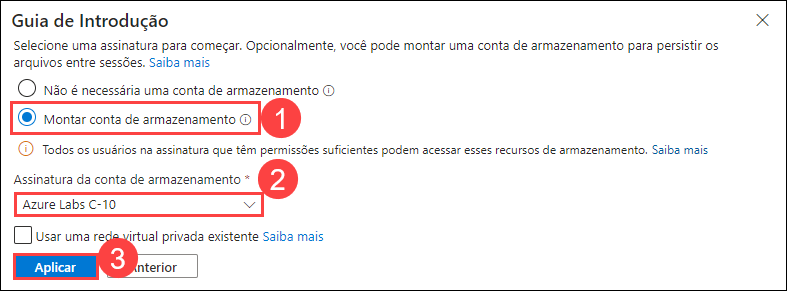 Guia de Introdução
Selecione uma assinatura para começar. Opcionalmente, você pode montar uma conta de armazenamento para persistir os
arquivos entre sessões. Saiba mais
Não é necessária uma conta de armazenamento
Montar conta de armazenamento
1
Todos os usuários na assinatura que têm permissões suficientes podem acessar esses recursos de armazenamento. Saiba mais
Assinatura da conta de armazenamento *
2
Azure Labs C-10
Usar uma rede virtual privada existente Saiba mais
3
Aplicar
nterior